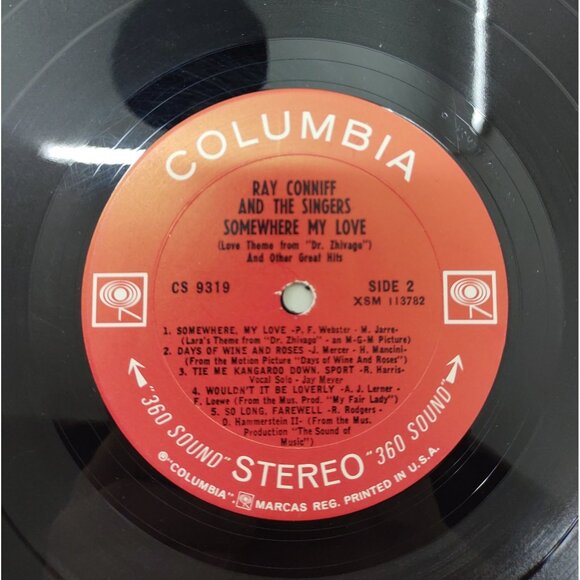 COLUMBIA
RAY CONNIFF
AND THE SINGERS
SOMEWHERE MY LOVE
(Love Theme from "Dr. Zhivago")
And Other Great Hits
CS 9319
SIDE 2
XSM 113782
1. SOMEWHERE, MY LOVE -P. F. Webster - M. Jarre-
(Lara's Theme from "Dr. Zhivago" - an M-G-M Picture)
2. DAYS OF WINE AND ROSES -J. Mercer - H. Mancini-
(From the Motion Picture "Days of Wine And Roses")
3. TIE ME KANGAROO DOWN, SPORT - R. Harris-
Vocal Solo - Jay Meyer
4. WOULDN'T IT BE LOVERLY - A. J. Lerner -
F. Loewe (From the Mus. Prod. "My Fair Lady")
5. SO LONG, FAREWELL - R. Rodgers -
O. Hammerstein II- (From the Mus.
Production "The Sound of
Music")
"360 SOUND" STEREO "360 SOUND"
® "COLUMBIA", MARCAS REG. PRINTED IN U.S.A.